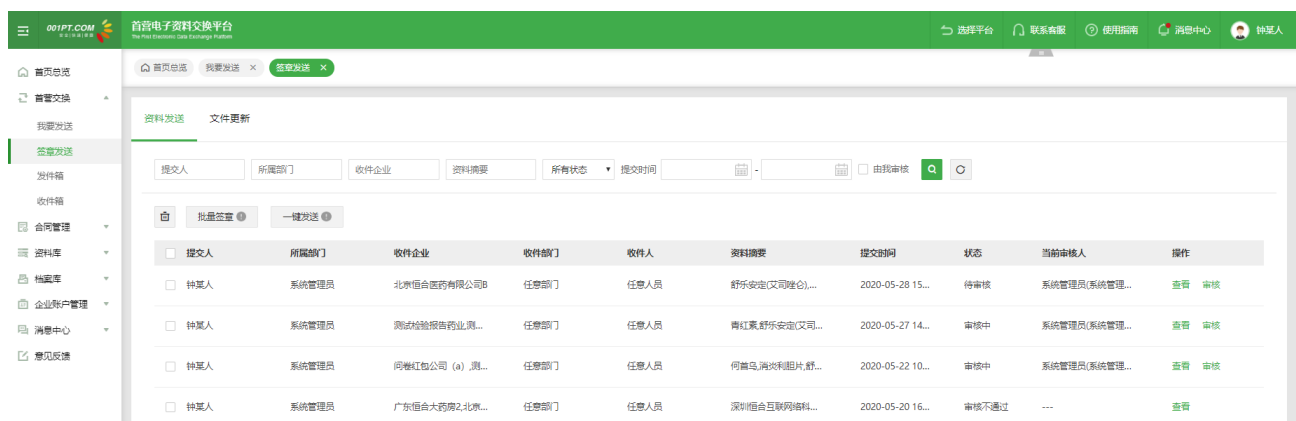 001PT.COM 首营电子资料交换平台 选择平台 联系客服 使用指南 消息中心 钟某人
The First Electronic Data Exchange Platform
首页总览 首页总览 我要发送 × 签章发送 ×
首营交换
我要发送
签章发送
发件箱
收件箱
合同管理
资料库
档案库
企业账户管理
消息中心
意见反馈
资料发送 文件更新
提交人 所属部门 收件企业 资料摘要 所有状态 提交时间 - 由我审核
批量签章 一键发送
提交人 所属部门 收件企业 收件部门 收件人 资料摘要 提交时间 状态 当前审核人 操作
钟某人 系统管理员 北京恒合医药有限公司B 任意部门 任意人员 舒乐安定(艾司唑仑),... 2020-05-28 15... 待审核 系统管理员(系统管理... 查看 审核
钟某人 系统管理员 测试检验报告药业,测... 任意部门 任意人员 青红素,舒乐安定(艾司... 2020-05-27 14... 审核中 系统管理员(系统管理... 查看 审核
钟某人 系统管理员 问卷红包公司（a）,测... 任意部门 任意人员 何首乌,消炎利胆片,舒... 2020-05-22 10... 审核中 系统管理员(系统管理... 查看 审核
钟某人 系统管理员 广东恒合大药房2,北京... 任意部门 任意人员 深圳恒合互联网络科... 2020-05-20 16... 审核不通过 --- 查看